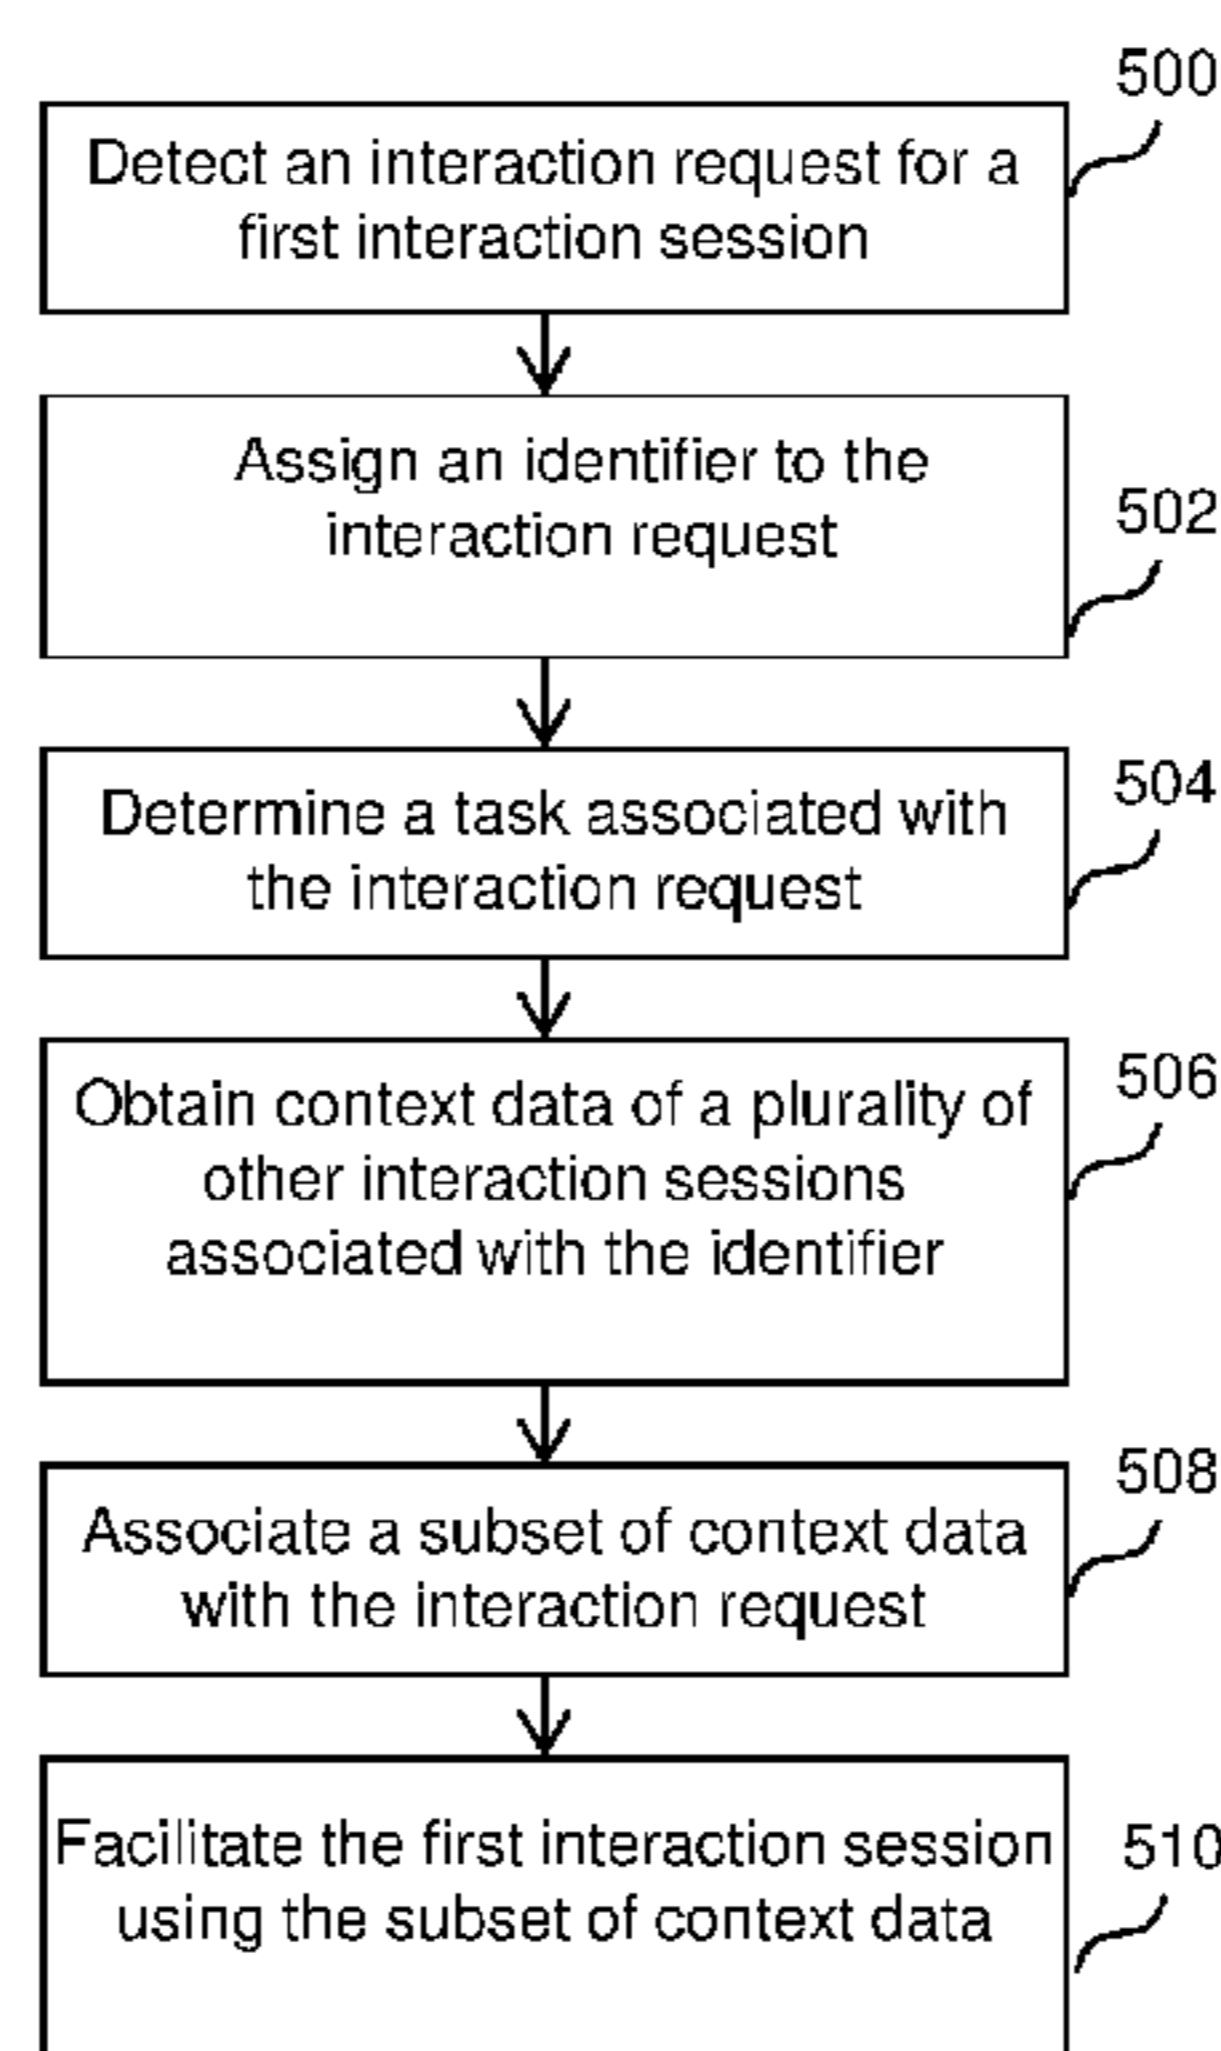 500
Detect an interaction request for a
first interaction session
Assign an identifier to the
interaction request
502
Determine a task associated with
the interaction request
504
Obtain context data of a plurality of
other interaction sessions
associated with the identifier
506
Associate a subset of context data
with the interaction request
508
Facilitate the first interaction session
using the subset of context data
510